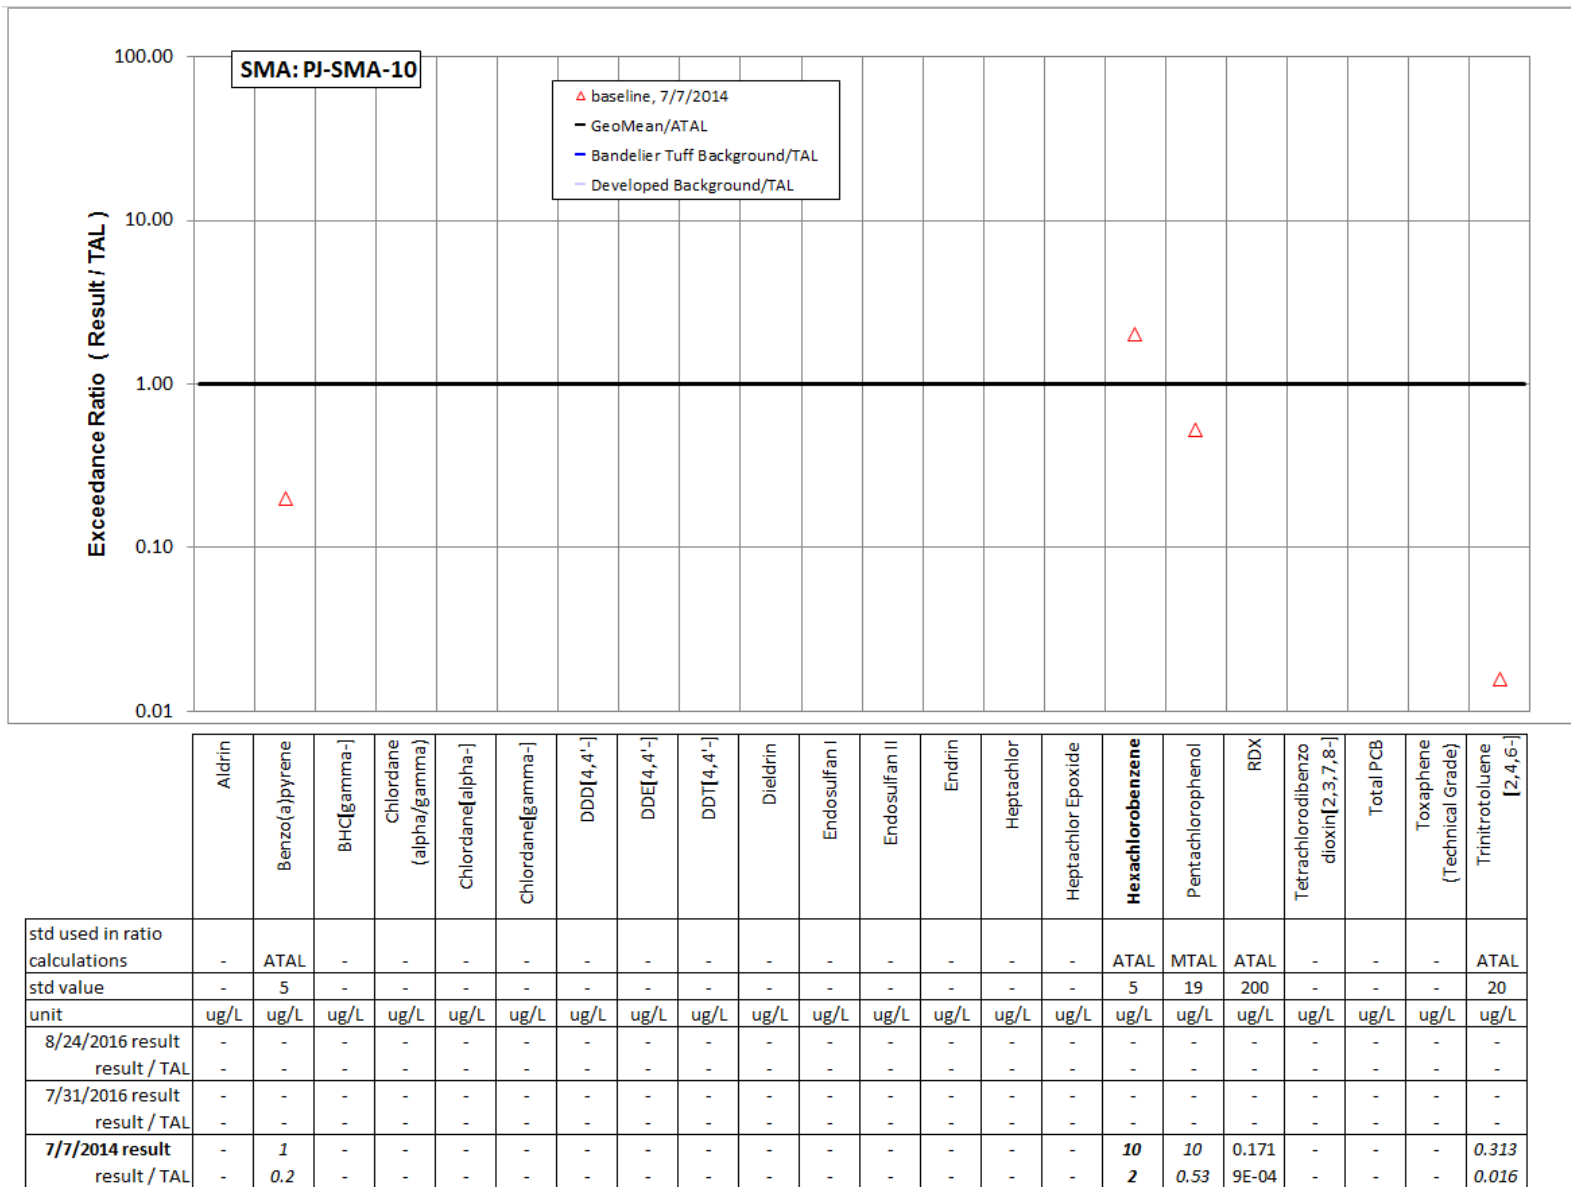 SMA: PJ-SMA-10
baseline, 7/7/2014
GeoMean/ATAL
Bandelier Tuff Background/TAL
Developed Background/TAL
Exceedance Ratio ( Result / TAL )
100.00
10.00
1.00
0.10
0.01
Aldrin
Benzo(a)pyrene
BHC[gamma-]
Chlordane
(alpha/gamma)
Chlordane[alpha-]
Chlordane[gamma-]
DDD[4,4'-]
DDE[4,4'-]
DDT[4,4'-]
Dieldrin
Endosulfan I
Endosulfan II
Endrin
Heptachlor
Heptachlor Epoxide
Hexachlorobenzene
Pentachlorophenol
RDX
Tetrachlorodibenzo
dioxin[2,3,7,8-]
Total PCB
Toxaphene
(Technical Grade)
Trinitrotoluene
[2,4,6-]
std used in ratio
calculations - ATAL - - - - - - - - - - - - - ATAL MTAL ATAL - - - ATAL
std value - 5 - - - - - - - - - - - - - 5 19 200 - - - 20
unit ug/L ug/L ug/L ug/L ug/L ug/L ug/L ug/L ug/L ug/L ug/L ug/L ug/L ug/L ug/L ug/L ug/L ug/L ug/L ug/L ug/L ug/L
8/24/2016 result - - - - - - - - - - - - - - - - - - - - - -
result / TAL - - - - - - - - - - - - - - - - - - - - - -
7/31/2016 result - - - - - - - - - - - - - - - - - - - - - -
result / TAL - - - - - - - - - - - - - - - - - - - - - -
7/7/2014 result - 1 - - - - - - - - - - - - - 10 10 0.171 - - - 0.313
result / TAL - 0.2 - - - - - - - - - - - - - 2 0.53 9E-04 - - - 0.016